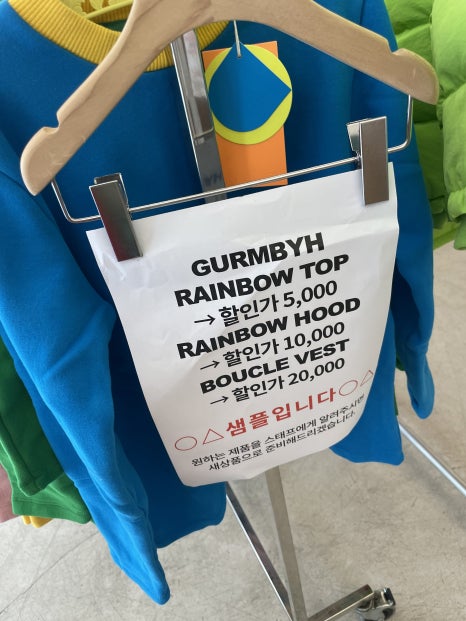 GURMBYH
RAINBOW TOP
→ 할인가 5,000
RAINBOW HOOD
→ 할인가 10,000
BOUCLE VEST
→ 할인가 20,000
○△샘플입니다○△
원하는 제품을 스태프에게 알려주시면
새상품으로 준비해드리겠습니다.